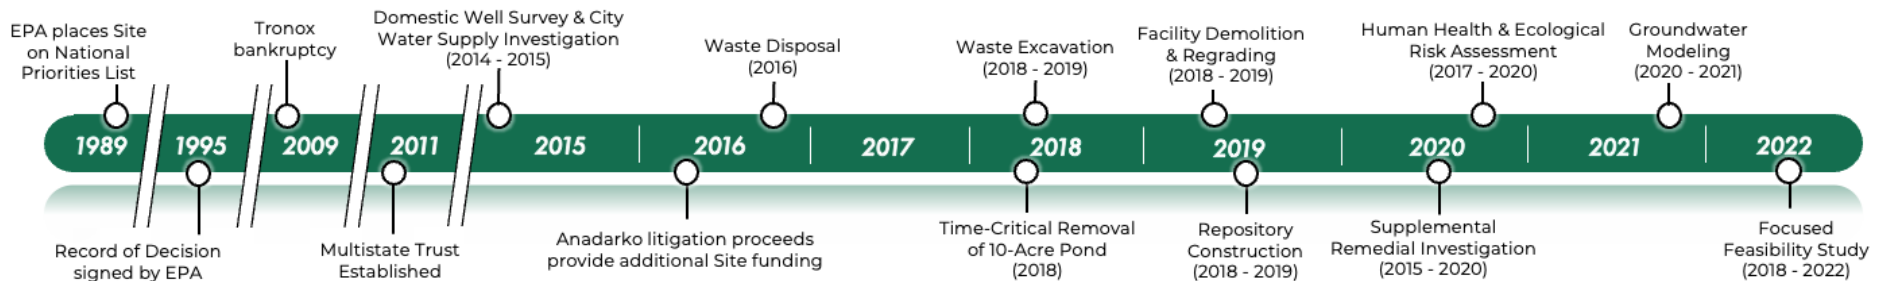 EPA places Site
on National
Priorities List
Tronox
bankruptcy
Domestic Well Survey & City
Water Supply Investigation
(2014 - 2015)
Waste Disposal
(2016)
Waste Excavation
(2018 - 2019)
Facility Demolition
& Regrading
(2018 - 2019)
Human Health & Ecological
Risk Assessment
(2017 - 2020)
Groundwater
Modeling
(2020 - 2021)
1989 1995 2009 2011 2015 2016 2017 2018 2019 2020 2021 2022
Record of Decision
signed by EPA
Multistate Trust
Established
Anadarko litigation proceeds
provide additional Site funding
Time-Critical Removal
of 10-Acre Pond
(2018)
Repository
Construction
(2018 - 2019)
Supplemental
Remedial Investigation
(2015 - 2020)
Focused
Feasibility Study
(2018 - 2022)